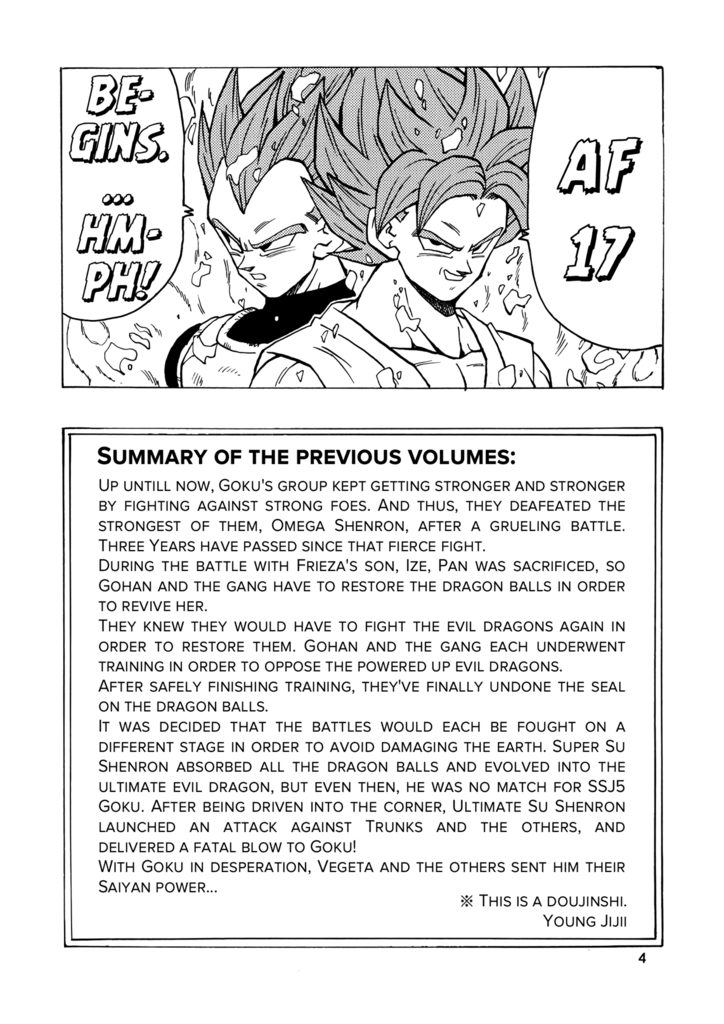 AF
17
BE-
GINS.
...
HM-
PH!
SUMMARY OF THE PREVIOUS VOLUMES:
UP UNTILL NOW, GOKU'S GROUP KEPT GETTING STRONGER AND STRONGER
BY FIGHTING AGAINST STRONG FOES. AND THUS, THEY DEAFEATED THE
STRONGEST OF THEM, OMEGA SHENRON, AFTER A GRUELING BATTLE.
THREE YEARS HAVE PASSED SINCE THAT FIERCE FIGHT.
DURING THE BATTLE WITH FRIEZA'S SON, IZE, PAN WAS SACRIFICED, SO
GOHAN AND THE GANG HAVE TO RESTORE THE DRAGON BALLS IN ORDER
TO REVIVE HER.
THEY KNEW THEY WOULD HAVE TO FIGHT THE EVIL DRAGONS AGAIN IN
ORDER TO RESTORE THEM. GOHAN AND THE GANG EACH UNDERWENT
TRAINING IN ORDER TO OPPOSE THE POWERED UP EVIL DRAGONS.
AFTER SAFELY FINISHING TRAINING, THEY'VE FINALLY UNDONE THE SEAL
ON THE DRAGON BALLS.
IT WAS DECIDED THAT THE BATTLES WOULD EACH BE FOUGHT ON A
DIFFERENT STAGE IN ORDER TO AVOID DAMAGING THE EARTH. SUPER SU
SHENRON ABSORBED ALL THE DRAGON BALLS AND EVOLVED INTO THE
ULTIMATE EVIL DRAGON, BUT EVEN THEN, HE WAS NO MATCH FOR SSJ5
GOKU. AFTER BEING DRIVEN INTO THE CORNER, ULTIMATE SU SHENRON
LAUNCHED AN ATTACK AGAINST TRUNKS AND THE OTHERS, AND
DELIVERED A FATAL BLOW TO GOKU!
WITH GOKU IN DESPERATION, VEGETA AND THE OTHERS SENT HIM THEIR
SAIYAN POWER...
※ THIS IS A DOUJINSHI.
YOUNG JIJII
4